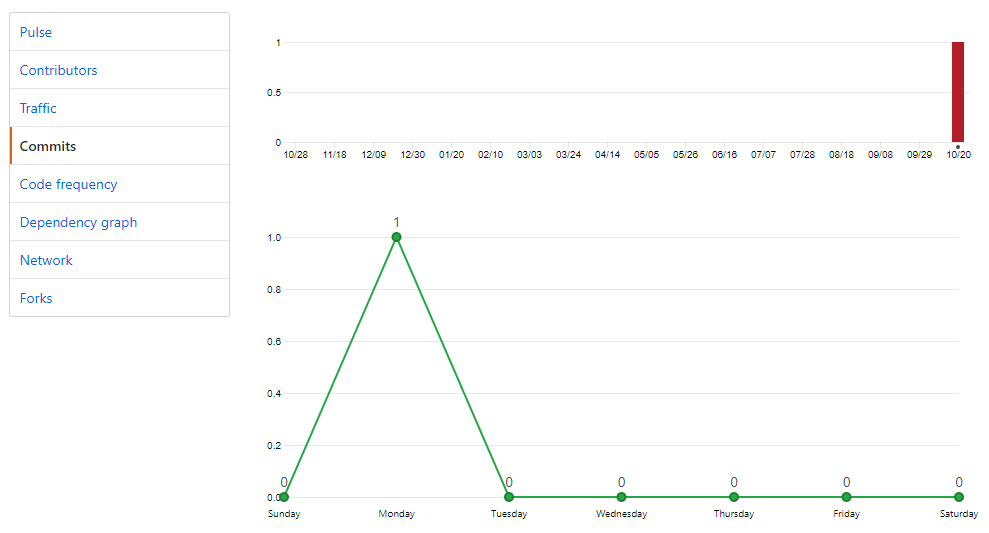 Pulse
Contributors
Traffic
Commits
Code frequency
Dependency graph
Network
Forks
1
0.5
0
10/28 11/18 12/09 12/30 01/20 02/10 03/03 03/24 04/14 05/05 05/26 06/16 07/07 07/28 08/18 09/08 09/29 10/20
1
1.0
0.8
0.6
0.4
0.2
0 0 0 0 0 0
0.0
Sunday Monday Tuesday Wednesday Thursday Friday Saturday